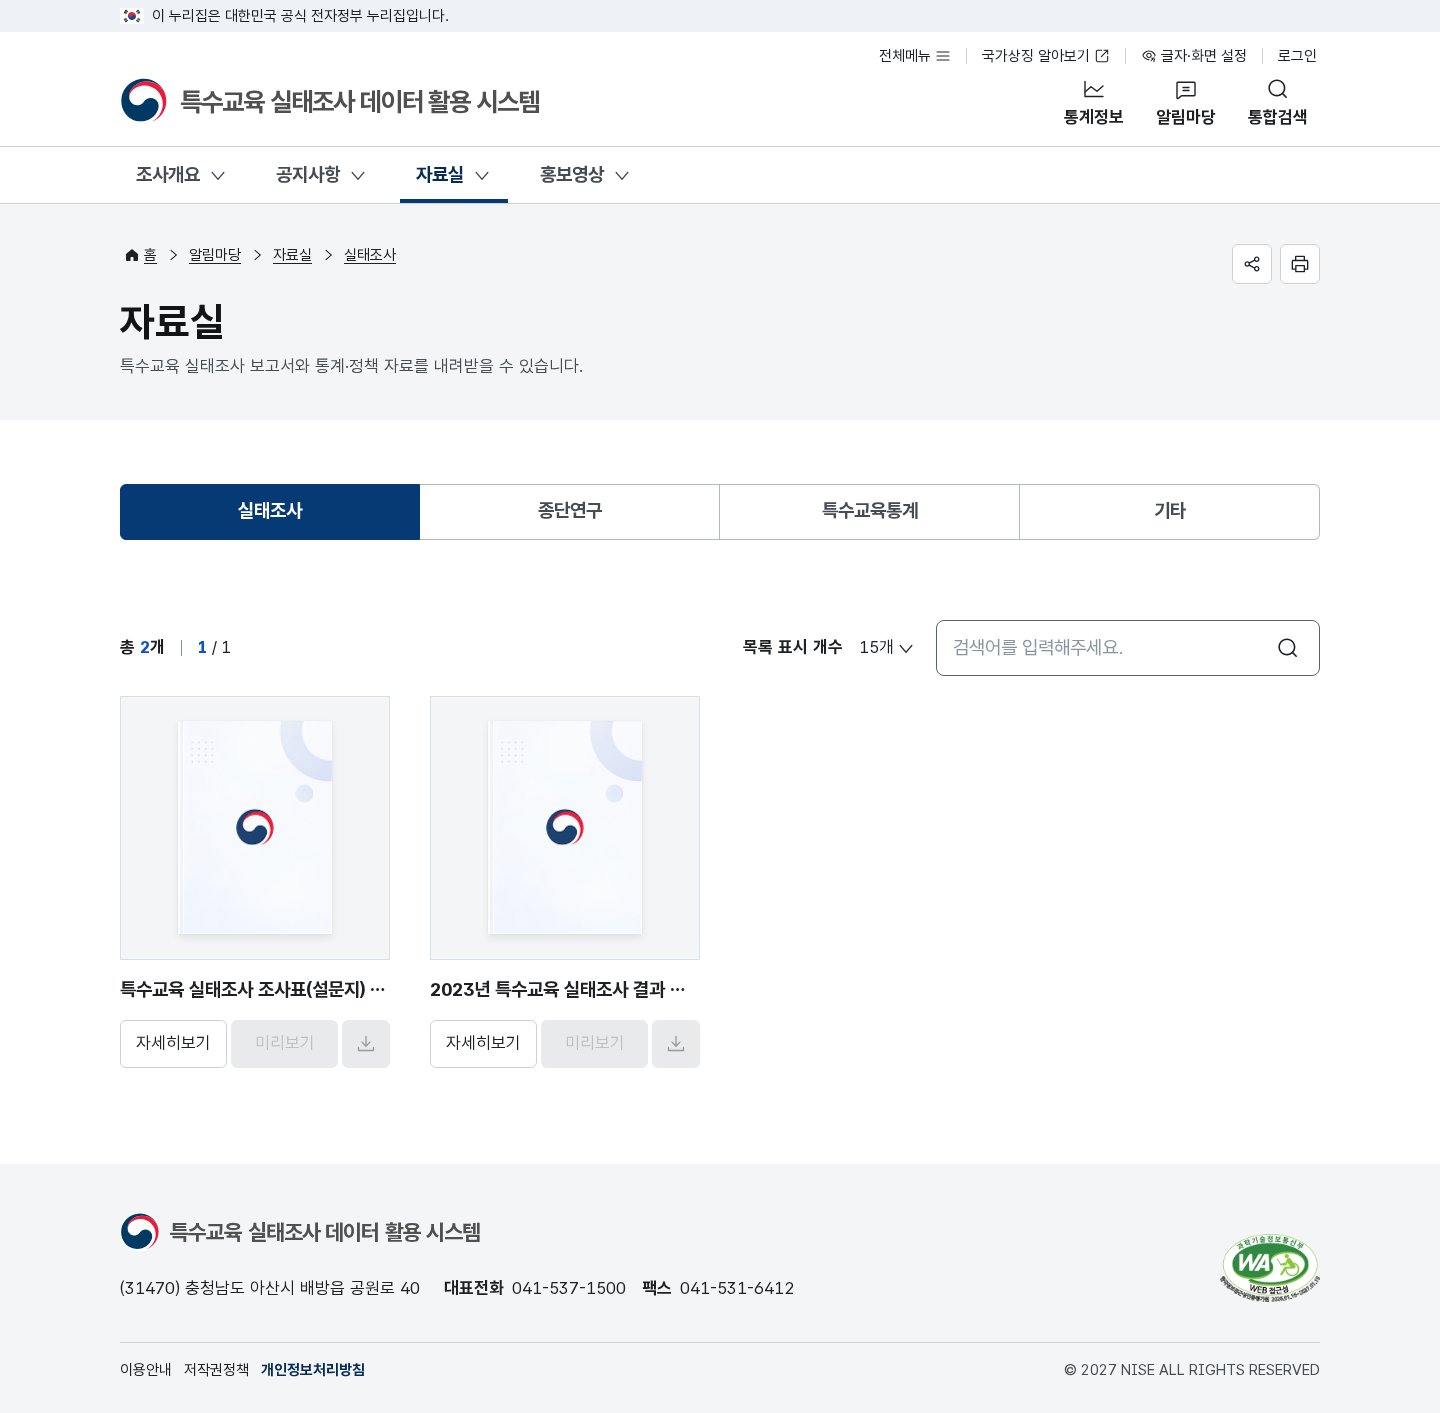 이 누리집은 대한민국 공식 전자정부 누리집입니다.
전체메뉴 국가상징 알아보기 글자·화면 설정 로그인
특수교육 실태조사 데이터 활용 시스템
통계정보 알림마당 통합검색
조사개요 공지사항 자료실 홍보영상
홈 알림마당 자료실 실태조사
자료실
특수교육 실태조사 보고서와 통계·정책 자료를 내려받을 수 있습니다.
실태조사 종단연구 특수교육통계 기타
총 2개 1 / 1 목록 표시 개수 15개 검색어를 입력해주세요.
특수교육 실태조사 조사표(설문지) ··· 2023년 특수교육 실태조사 결과 ···
자세히보기 미리보기 자세히보기 미리보기
특수교육 실태조사 데이터 활용 시스템
과학기술정보통신부
WA
WEB 접근성
(31470) 충청남도 아산시 배방읍 공원로 40 대표전화 041-537-1500 팩스 041-531-6412
이용안내 저작권정책 개인정보처리방침 © 2027 NISE ALL RIGHTS RESERVED